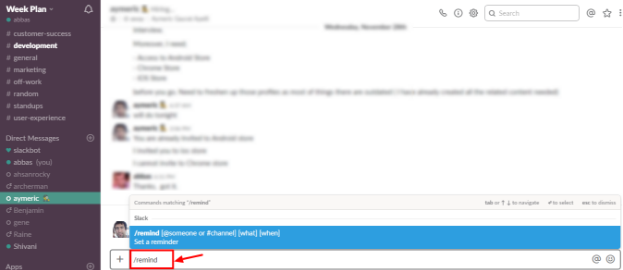 Week Plan
abbas
# customer-success
# development
# general
# marketing
# off-work
# random
# standups
# user-experience
Direct Messages
slackbot
abbas (you)
ahsanrocky
archerman
aymeric
Benjamin
gene
Raine
Shivani
Apps
Search
Wednesday, November 28th
Interview.
Moreover, I need.
- Access to Android Store
- Chrome Store
- iOS Store
before you go. Need to freshen up those profiles as most of things there are outdated. I have already created all the related content needed.
aymeric
will do tonight
aymeric
You are already invited to Android store
I invited you to ios store
I cannot invite to Chrome store
abbas
Thanks, got it.
Commands matching "/remind"
tab or ↑ ↓ to navigate
↵ to select
esc to dismiss
Slack
/remind [@someone or #channel] [what] [when]
Set a reminder
/remind